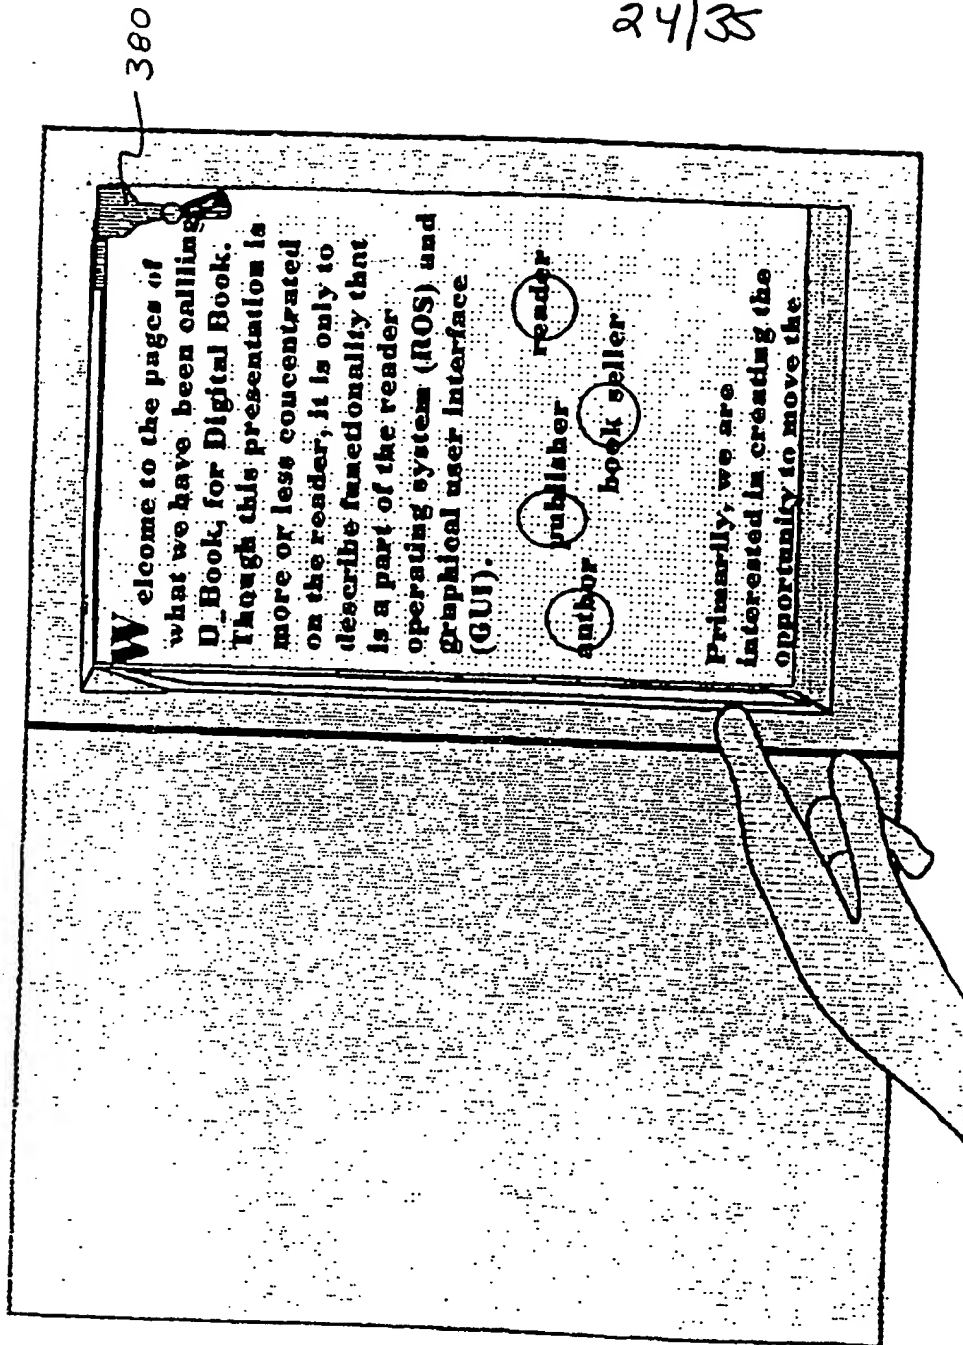 24/35
380
Welcome to the pages of
what we have been callling
D_Book, for Digital Book.
Though this presentation is
more or less coucentrated
on the reader, it is only to
describe functionality that
is a part of the reader
operating system (ROS) and
graphical user interface
(GUI).
author publisher book seller reader
Primarily, we are
interested in creating the
opportunity to move the